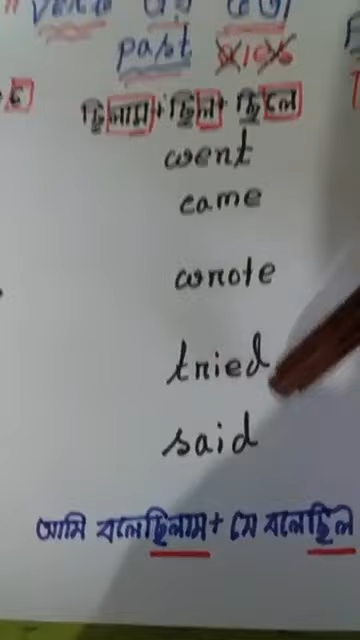 past
ছিলাম+ছিল+ ছিলে
went
came
wrote
tried
said
আমি বলেছিলাম+ সে বলেছিল